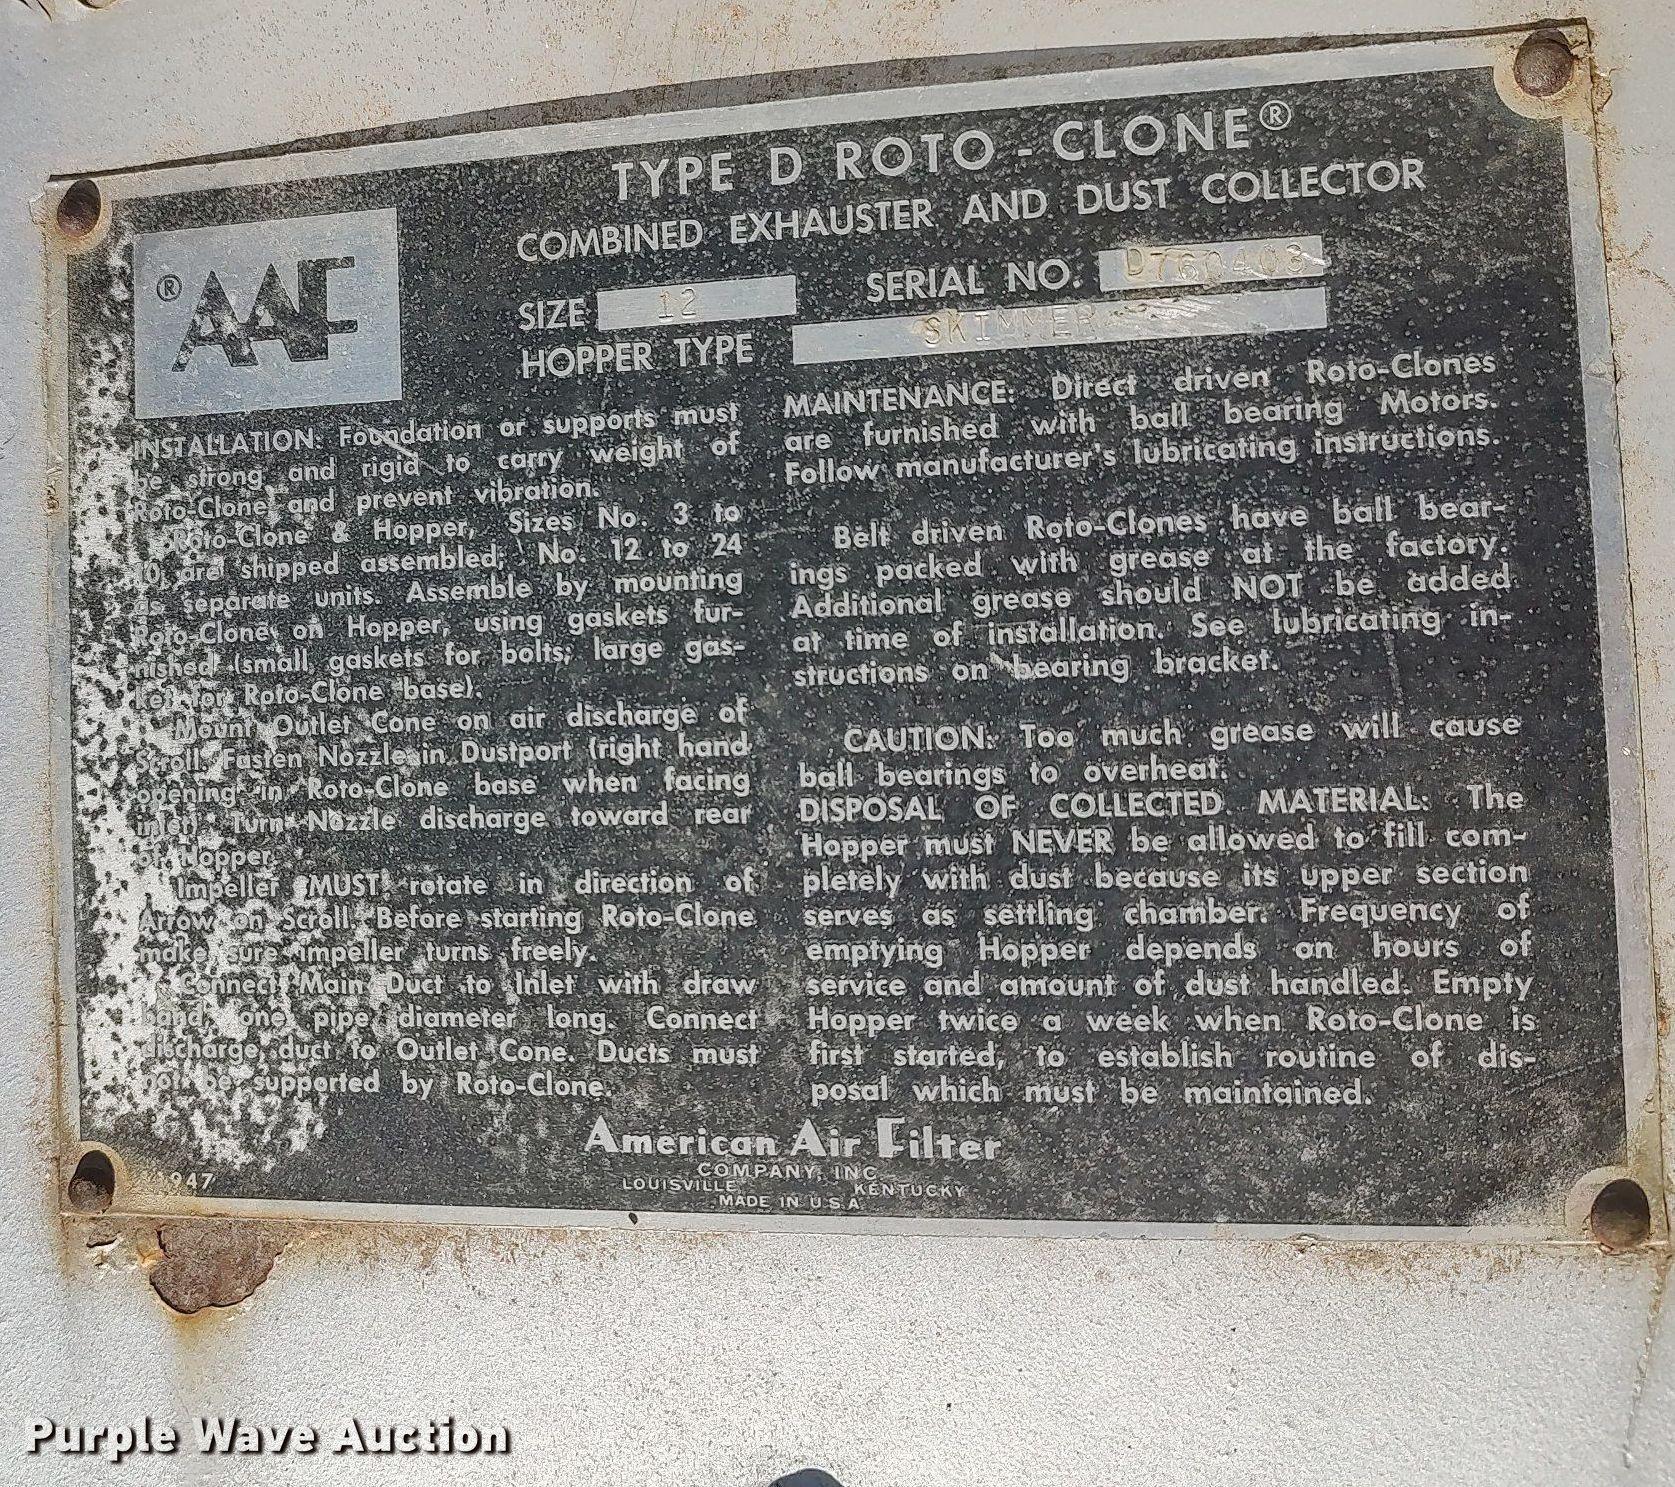 TYPE D ROTO - CLONE®
COMBINED EXHAUSTER AND DUST COLLECTOR
® AAF
SIZE 12 SERIAL NO. D760403
HOPPER TYPE SKIMMER
INSTALLATION: Foundation or supports must
be strong and rigid to carry weight of
Roto-Clone and prevent vibration.
Roto-Clone & Hopper, Sizes No. 3 to
10, are shipped assembled; No. 12 to 24
as separate units. Assemble by mounting
Roto-Clone on Hopper, using gaskets fur-
nished (small gaskets for bolts; large gas-
ket for Roto-Clone base).
Mount Outlet Cone on air discharge of
Scroll. Fasten Nozzle in Dustport (right hand
opening in Roto-Clone base when facing
inlet). Turn Nozzle discharge toward rear
of Hopper.
Impeller MUST rotate in direction of
Arrow on Scroll. Before starting Roto-Clone
make sure impeller turns freely.
Connect Main Duct to Inlet with draw
band, one pipe diameter long. Connect
discharge duct to Outlet Cone. Ducts must
not be supported by Roto-Clone.
MAINTENANCE: Direct driven Roto-Clones
are furnished with ball bearing Motors.
Follow manufacturer's lubricating instructions.
Belt driven Roto-Clones have ball bear-
ings packed with grease at the factory.
Additional grease should NOT be added
at time of installation. See lubricating in-
structions on bearing bracket.
CAUTION: Too much grease will cause
ball bearings to overheat.
DISPOSAL OF COLLECTED MATERIAL: The
Hopper must NEVER be allowed to fill com-
pletely with dust because its upper section
serves as settling chamber. Frequency of
emptying Hopper depends on hours of
service and amount of dust handled. Empty
Hopper twice a week when Roto-Clone is
first started, to establish routine of dis-
posal which must be maintained.
American Air Filter
COMPANY, INC.
LOUISVILLE, KENTUCKY
MADE IN U.S.A.
Purple Wave Auction